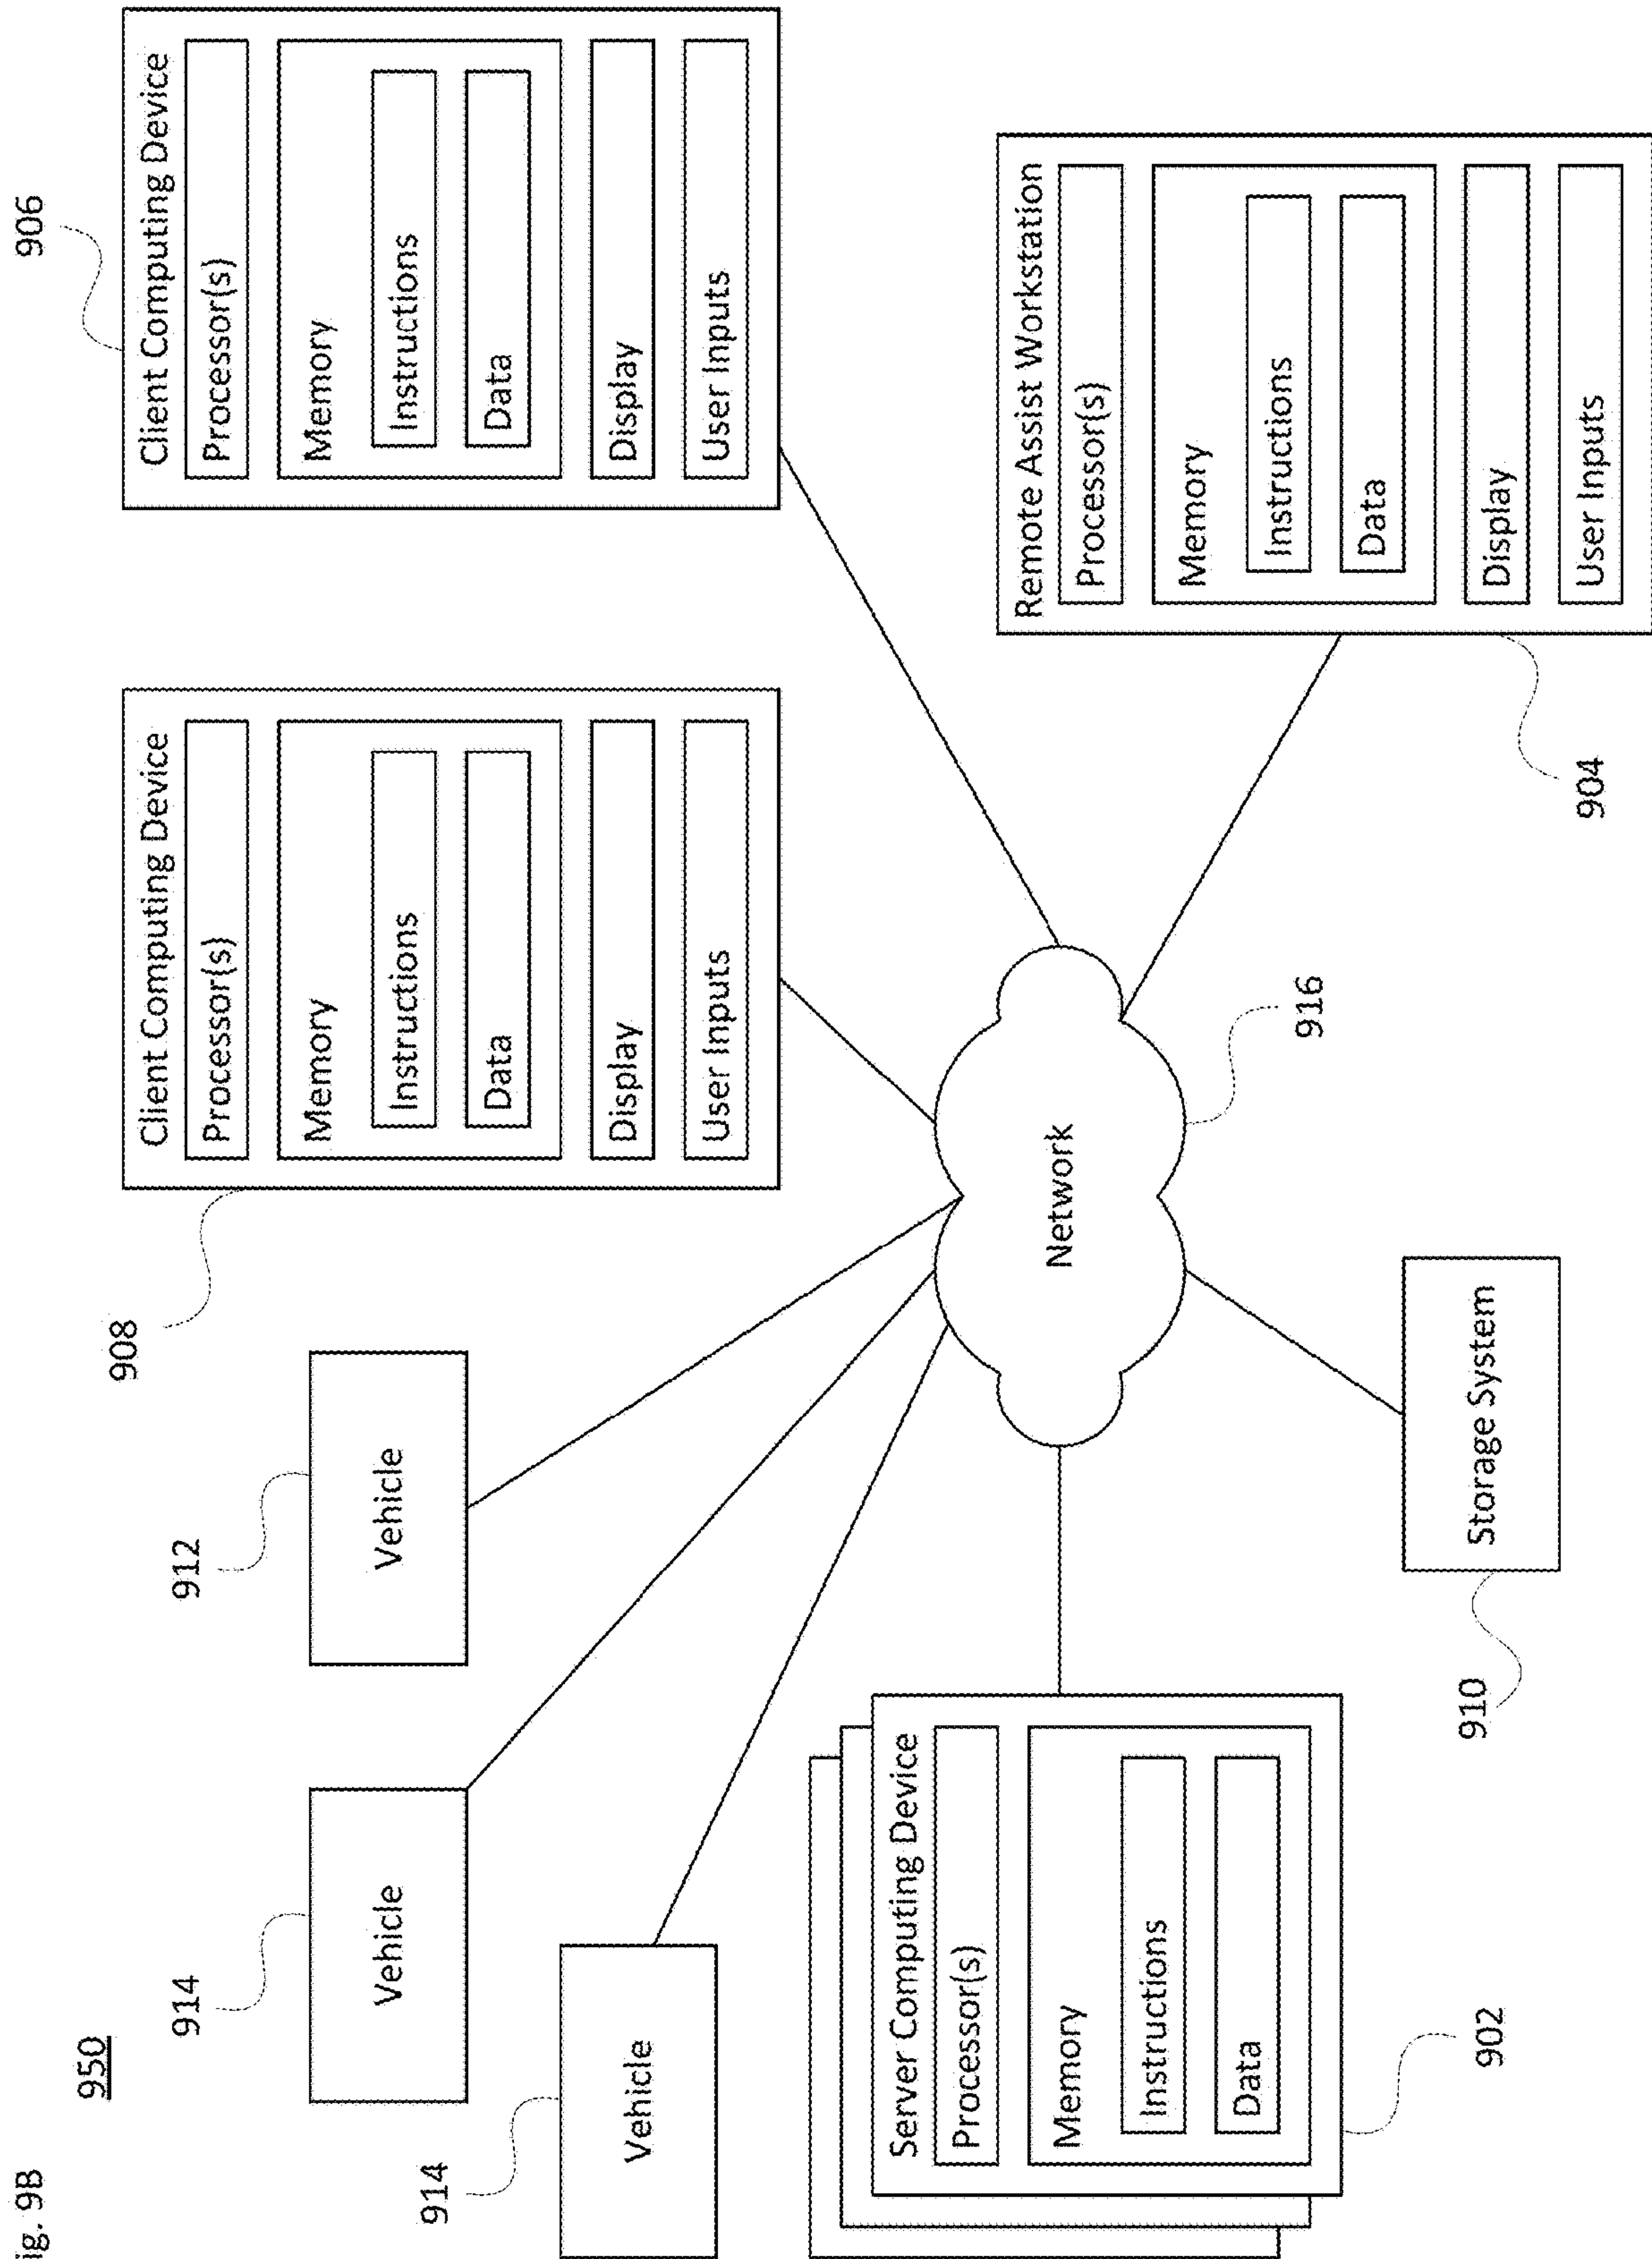 ig. 9B
950
914
Vehicle
914
Vehicle
912
Vehicle
908
Client Computing Device
Processor(s)
Memory
Instructions
Data
Display
User Inputs
906
Client Computing Device
Processor(s)
Memory
Instructions
Data
Display
User Inputs
Server Computing Device
Processor(s)
Memory
Instructions
Data
902
Network
916
Storage System
910
Remote Assist Workstation
Processor(s)
Memory
Instructions
Data
Display
User Inputs
904